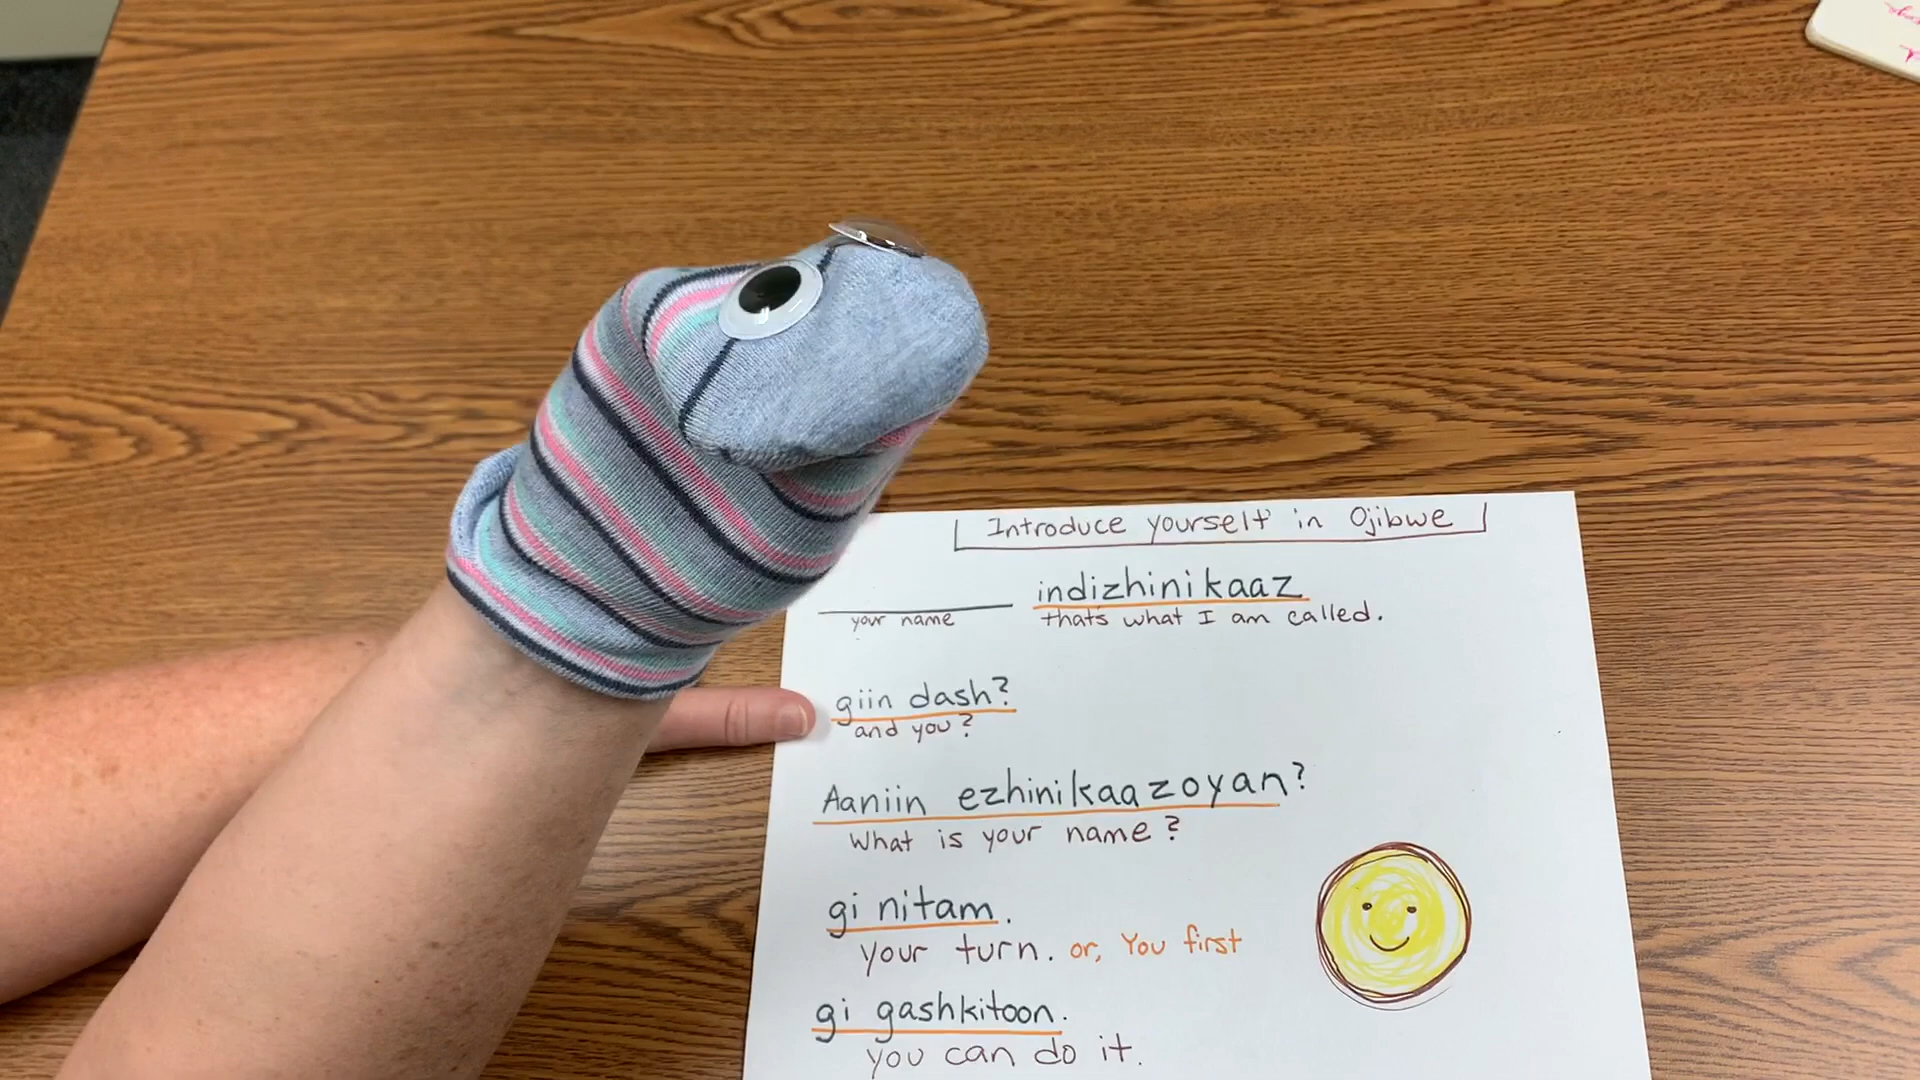 Introduce yourself in Ojibwe
indizhinikaaz
your name
that's what I am called.
giin dash?
and you?
Aaniin ezhinikaazoyan?
What is your name?
gi nitam.
your turn. or, You first
gi gashkitoon.
you can do it.